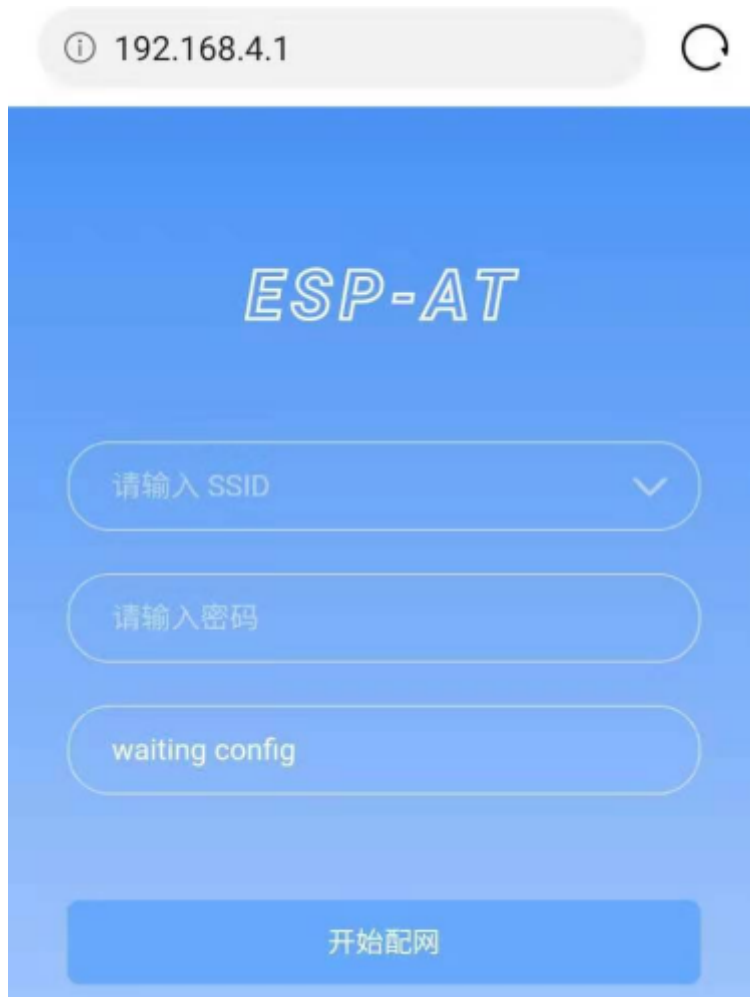 192.168.4.1
ESP-AT
请输入 SSID
请输入密码
waiting config
开始配网